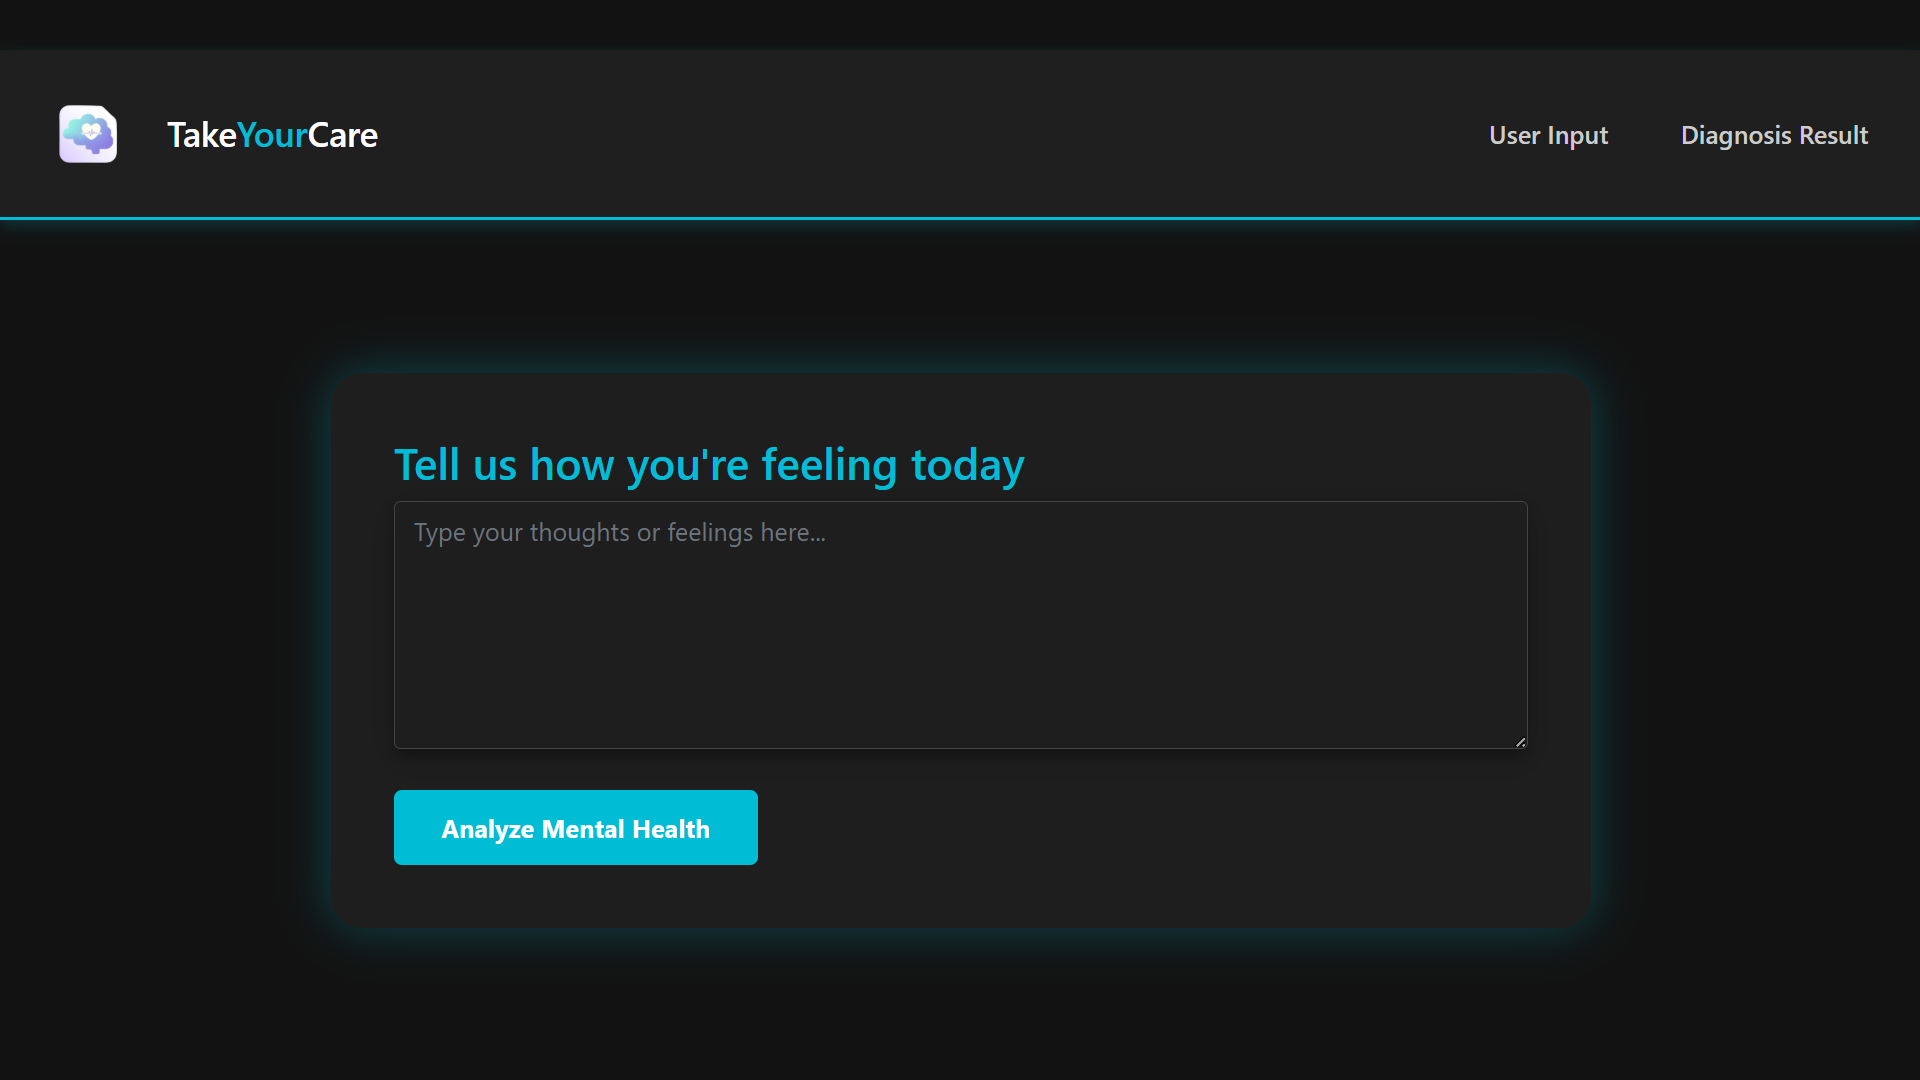 TakeYourCare
User Input
Diagnosis Result
Tell us how you're feeling today
Type your thoughts or feelings here...
Analyze Mental Health